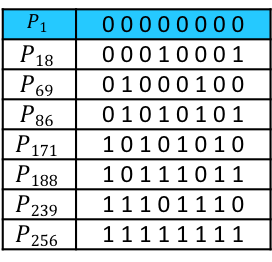 P₁ 0 0 0 0 0 0 0 0
P₁₈ 0 0 0 1 0 0 0 1
P₆₉ 0 1 0 0 0 1 0 0
P₈₆ 0 1 0 1 0 1 0 1
P₁₇₁ 1 0 1 0 1 0 1 0
P₁₈₈ 1 0 1 1 1 0 1 1
P₂₃₉ 1 1 1 0 1 1 1 0
P₂₅₆ 1 1 1 1 1 1 1 1